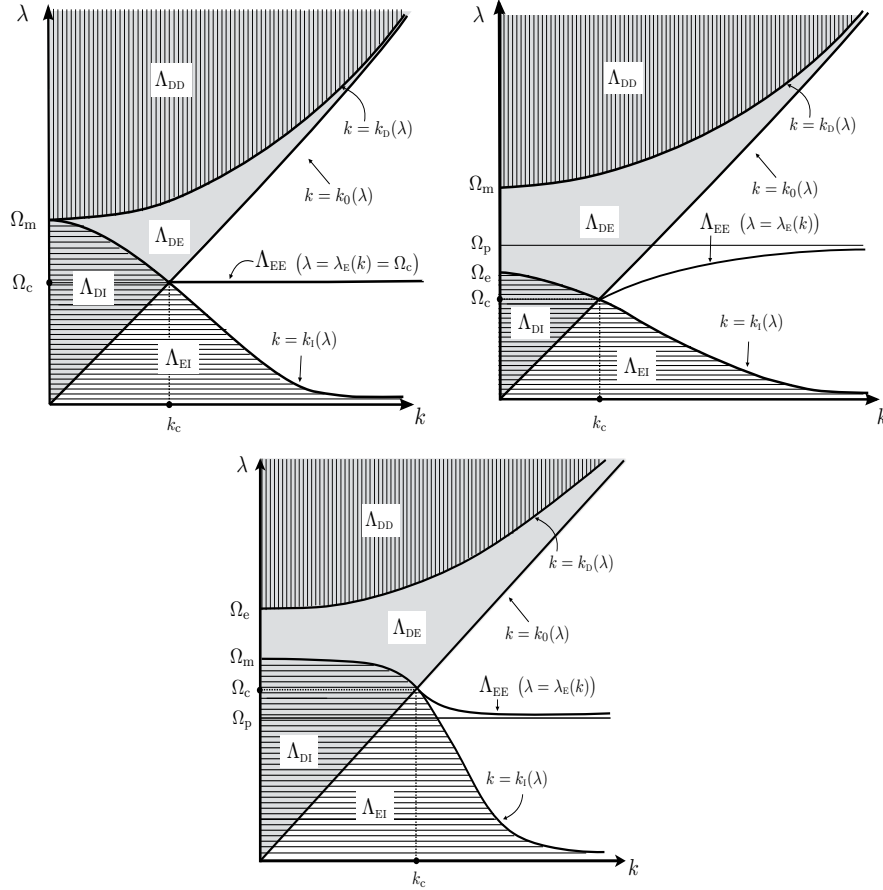 λ
Λ_DD
k = k_D(λ)
k = k_0(λ)
Ω_m
Λ_DE
Λ_EE (λ = λ_E(k) = Ω_c)
Ω_c
Λ_DI
k = k_I(λ)
Λ_EI
k
k_c
λ
Λ_DD
k = k_D(λ)
k = k_0(λ)
Ω_m
Λ_DE
Λ_EE (λ = λ_E(k))
Ω_p
Ω_e
Ω_c
Λ_DI
k = k_I(λ)
Λ_EI
k
k_c
λ
Λ_DD
k = k_D(λ)
Ω_e
Λ_DE
k = k_0(λ)
Ω_m
Λ_EE (λ = λ_E(k))
Ω_c
Ω_p
Λ_DI
k = k_I(λ)
Λ_EI
k
k_c